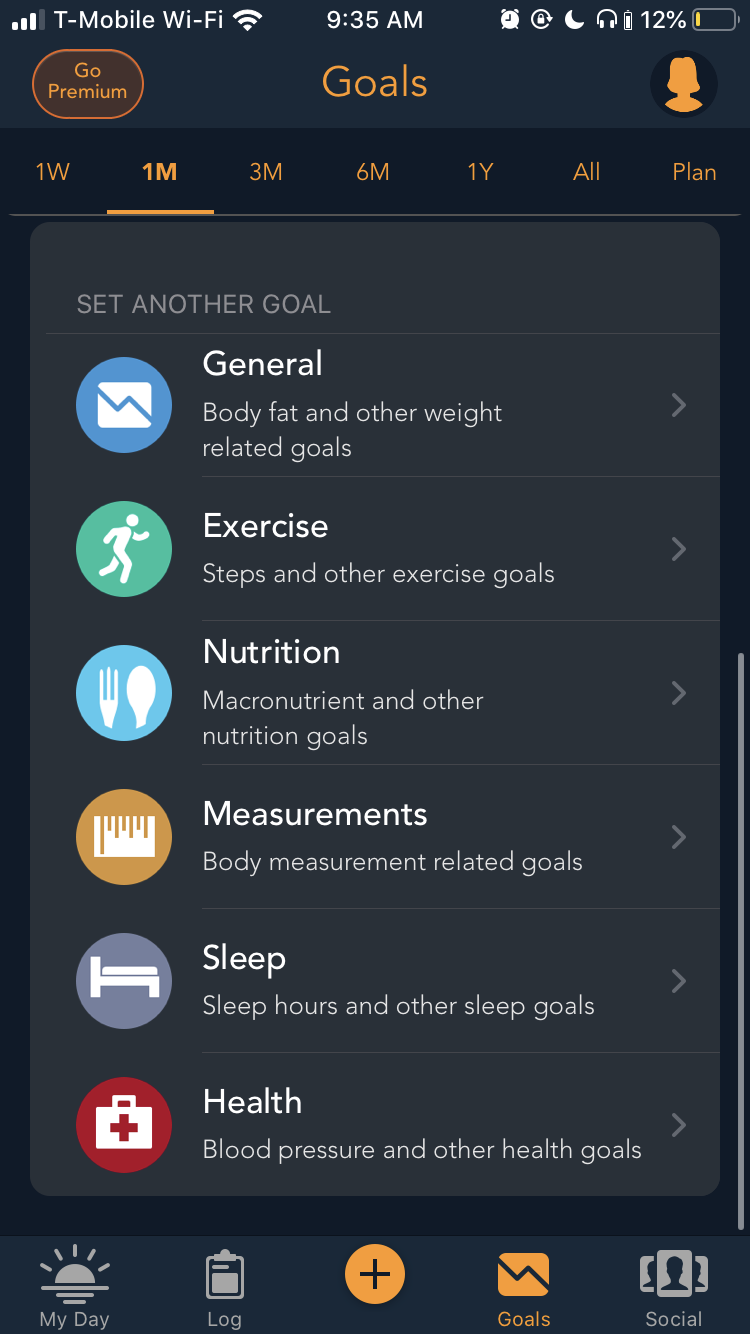 T-Mobile Wi-Fi 9:35 AM 12%
Go
Premium
Goals
1W 1M 3M 6M 1Y All Plan
SET ANOTHER GOAL
General
Body fat and other weight
related goals
Exercise
Steps and other exercise goals
Nutrition
Macronutrient and other
nutrition goals
Measurements
Body measurement related goals
Sleep
Sleep hours and other sleep goals
Health
Blood pressure and other health goals
My Day Log Goals Social